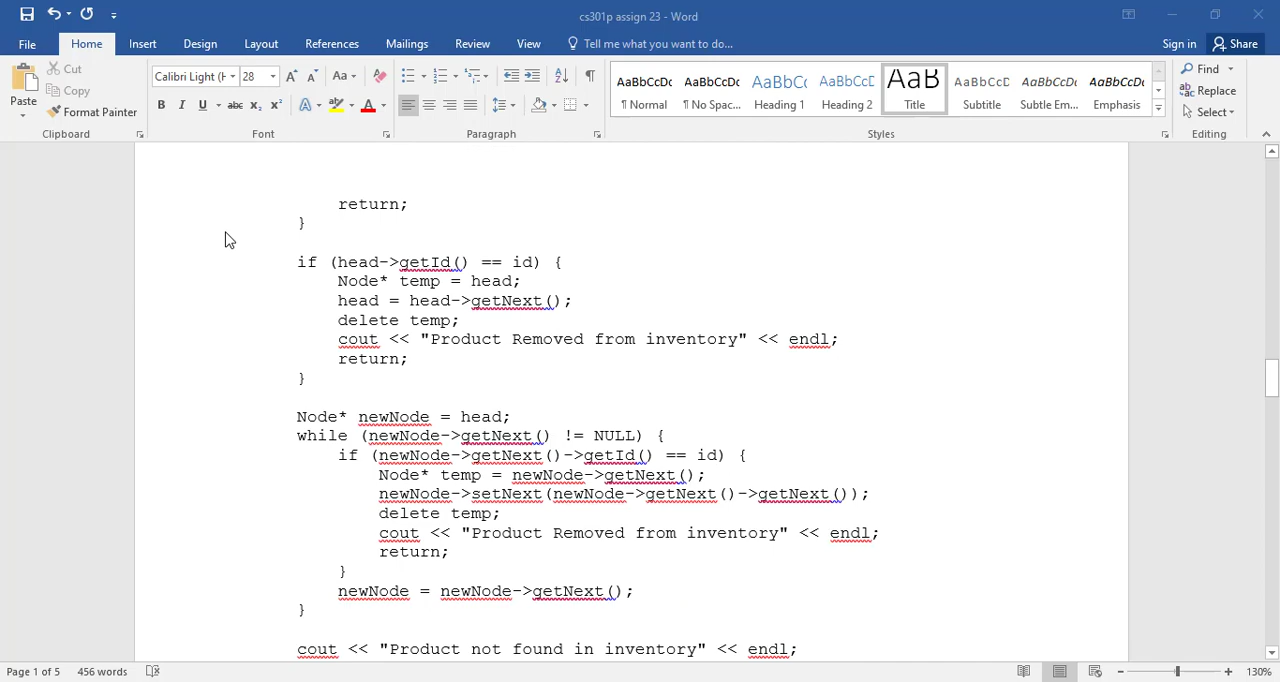 cs301p assign 23 - Word
File Home Insert Design Layout References Mailings Review View Tell me what you want to do... Sign in Share
Paste Cut Copy Format Painter
Calibri Light (H 28 Aa
B I U abc X₂ X² A A
AaBbCcDc AaBbCcDc AaBbCc AaBbCcD AaB AaBbCcD AaBbCcDc AaBbCcDc
¶ Normal ¶ No Spac... Heading 1 Heading 2 Title Subtitle Subtle Em... Emphasis
Find Replace Select
Clipboard Font Paragraph Styles Editing
return;
}
if (head->getId() == id) {
Node* temp = head;
head = head->getNext();
delete temp;
cout << "Product Removed from inventory" << endl;
return;
}
Node* newNode = head;
while (newNode->getNext() != NULL) {
if (newNode->getNext()->getId() == id) {
Node* temp = newNode->getNext();
newNode->setNext(newNode->getNext()->getNext());
delete temp;
cout << "Product Removed from inventory" << endl;
return;
}
newNode = newNode->getNext();
}
cout << "Product not found in inventory" << endl;
Page 1 of 5 456 words 130%